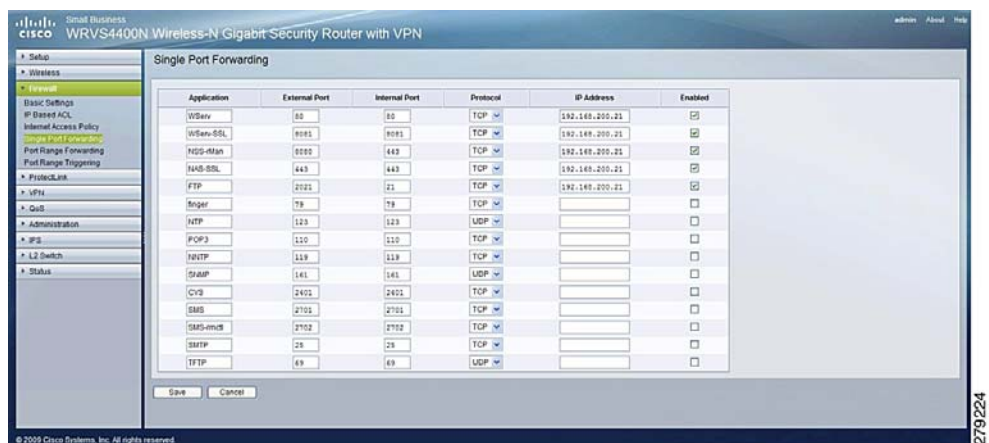 Small Business
CISCO WRVS4400N Wireless-N Gigabit Security Router with VPN
admin About Help
Setup
Wireless
Firewall
Basic Settings
IP Based ACL
Internet Access Policy
Single Port Forwarding
Port Range Forwarding
Port Range Triggering
ProtectLink
VPN
QoS
Administration
IPS
L2 Switch
Status
Single Port Forwarding
Application External Port Internal Port Protocol IP Address Enabled
WServ 80 80 TCP 192.168.200.21
WServ-SSL 8081 8081 TCP 192.168.200.21
NSS-rMan 8080 443 TCP 192.168.200.21
NAS-SSL 443 443 TCP 192.168.200.21
FTP 2021 21 TCP 192.168.200.21
finger 79 79 TCP
NTP 123 123 UDP
POP3 110 110 TCP
NNTP 119 119 TCP
SNMP 161 161 UDP
CVS 2401 2401 TCP
SMS 2701 2701 TCP
SMS-rmctl 2702 2702 TCP
SMTP 25 25 TCP
TFTP 69 69 UDP
Save Cancel
© 2009 Cisco Systems, Inc. All rights reserved.
279224